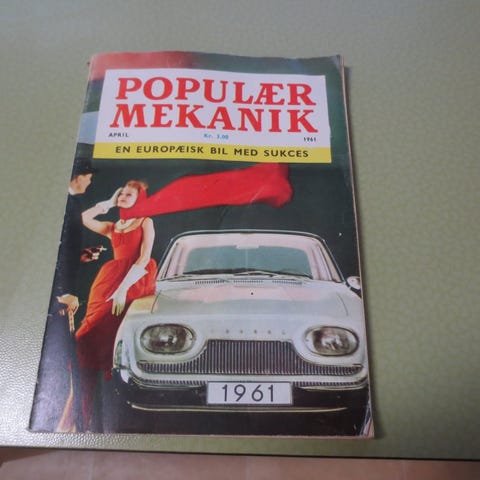 POPULÆR
MEKANIK
APRIL Kr. 3,00 1961
EN EUROPÆISK BIL MED SUKCES
1961